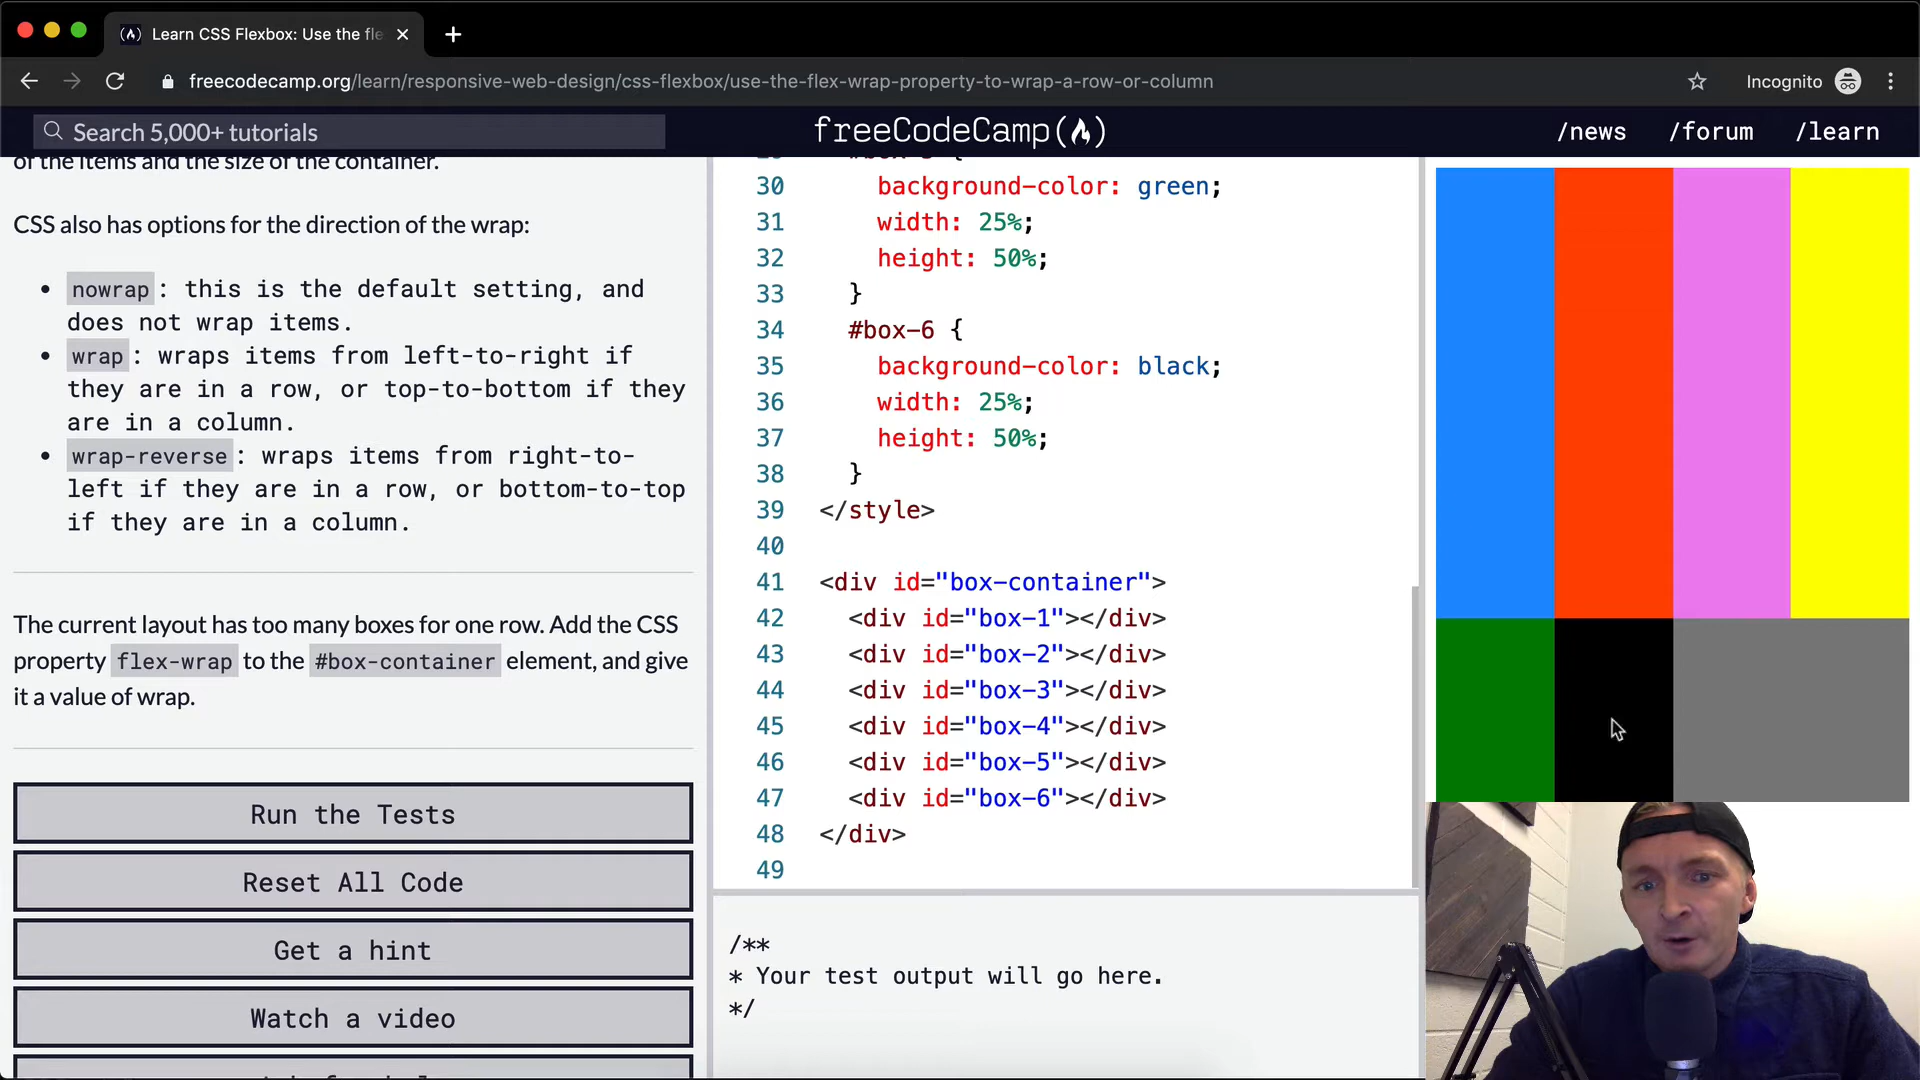 Learn CSS Flexbox: Use the fle
freecodecamp.org/learn/responsive-web-design/css-flexbox/use-the-flex-wrap-property-to-wrap-a-row-or-column
Incognito
Search 5,000+ tutorials
freeCodeCamp
/news /forum /learn
of the items and the size of the container.
CSS also has options for the direction of the wrap:
nowrap: this is the default setting, and
does not wrap items.
wrap: wraps items from left-to-right if
they are in a row, or top-to-bottom if they
are in a column.
wrap-reverse: wraps items from right-to-
left if they are in a row, or bottom-to-top
if they are in a column.
The current layout has too many boxes for one row. Add the CSS
property flex-wrap to the #box-container element, and give
it a value of wrap.
Run the Tests
Reset All Code
Get a hint
Watch a video
30 background-color: green;
31 width: 25%;
32 height: 50%;
33 }
34 #box-6 {
35 background-color: black;
36 width: 25%;
37 height: 50%;
38 }
39 </style>
40
41 <div id="box-container">
42 <div id="box-1"></div>
43 <div id="box-2"></div>
44 <div id="box-3"></div>
45 <div id="box-4"></div>
46 <div id="box-5"></div>
47 <div id="box-6"></div>
48 </div>
49
/**
* Your test output will go here.
*/